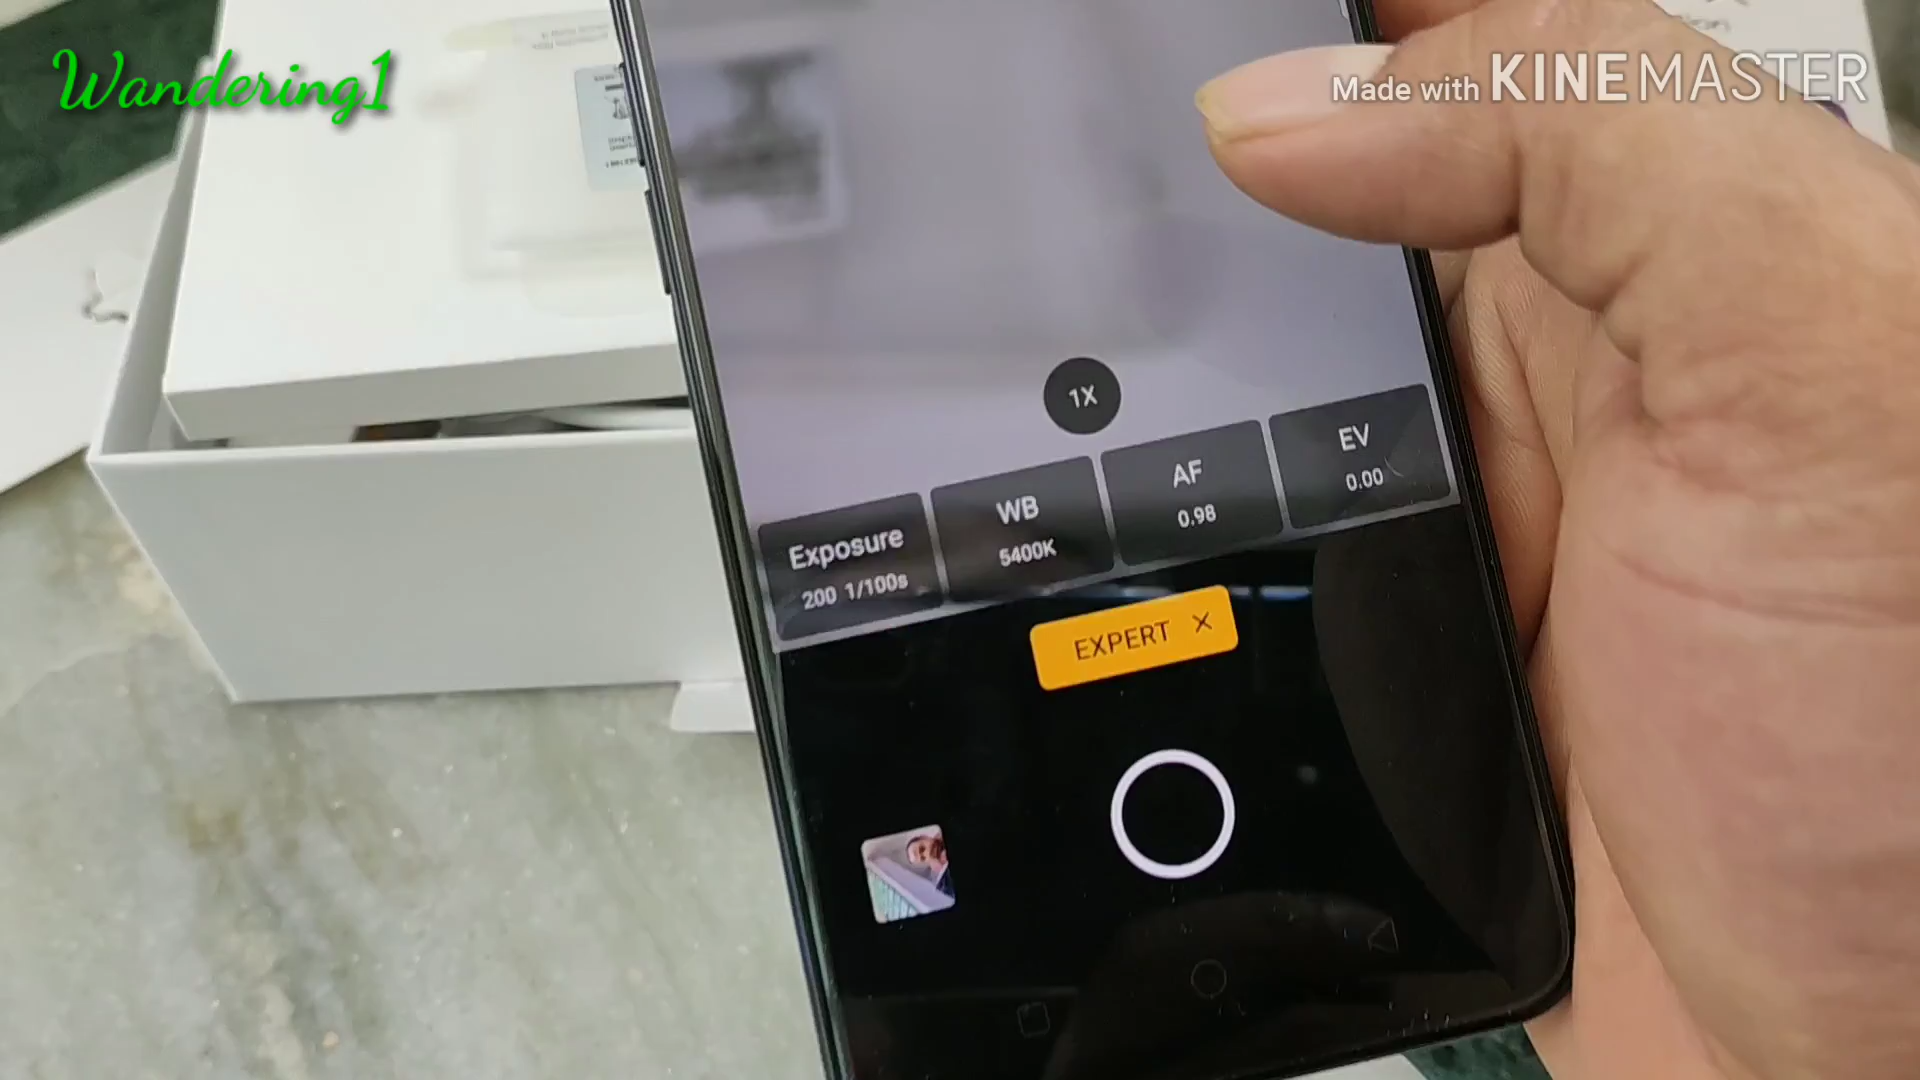 Wandering1
Made with KINEMASTER
1X
Exposure
200 1/100s
WB
5400K
AF
0.98
EV
0.00
EXPERT X